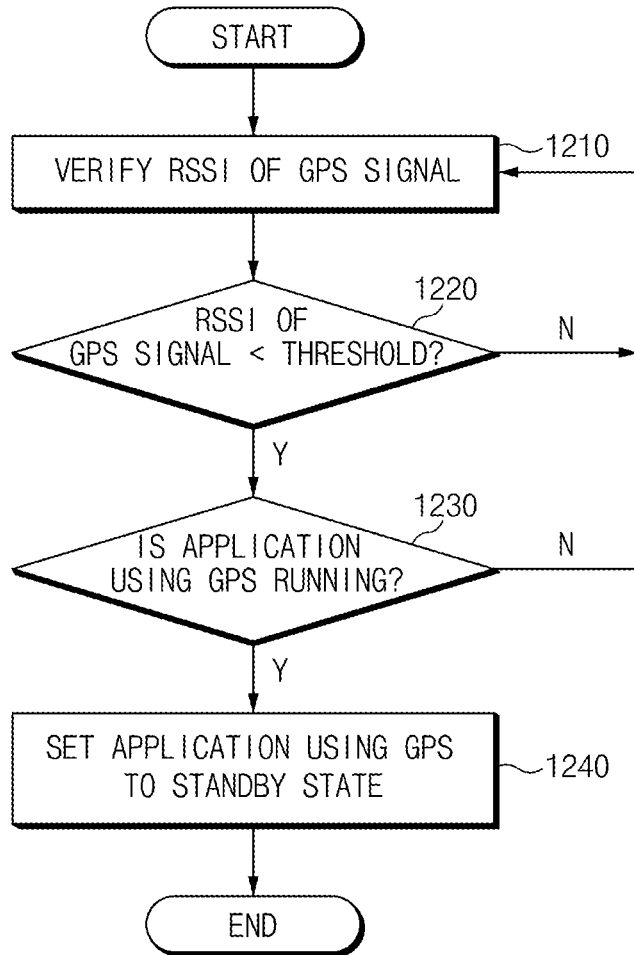 START
VERIFY RSSI OF GPS SIGNAL
1210
RSSI OF
GPS SIGNAL < THRESHOLD?
1220
N
Y
IS APPLICATION
USING GPS RUNNING?
1230
N
Y
SET APPLICATION USING GPS
TO STANDBY STATE
1240
END